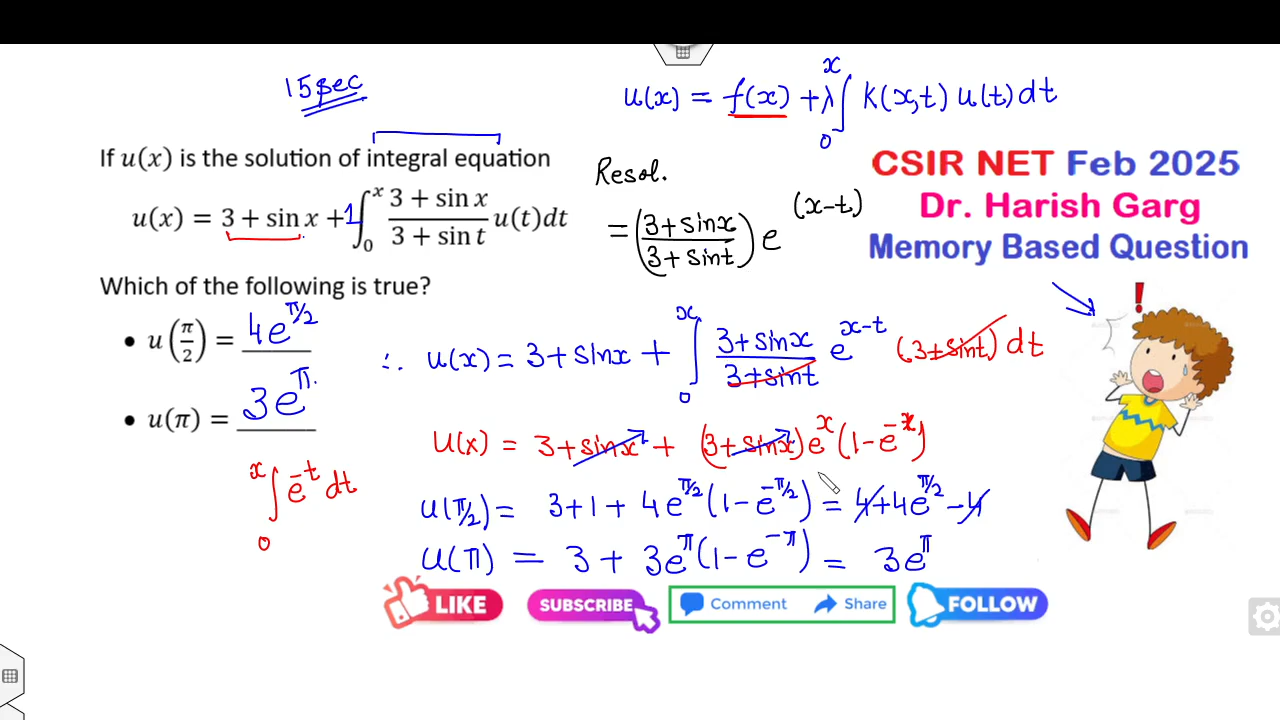 15 sec
u(x) = f(x) + λ∫₀ˣ K(x,t) u(t) dt
If u(x) is the solution of integral equation
u(x) = 3 + sin x + 1∫₀ˣ (3 + sin x)/(3 + sin t) u(t)dt
Resol.
= ((3+sinx)/(3+sint)) e^(x-t)
CSIR NET Feb 2025
Dr. Harish Garg
Memory Based Question
Which of the following is true?
• u(π/2) = 4e^(π/2)
• u(π) = 3e^π.
∴ u(x) = 3+sinx + ∫₀ˣ (3+sinx)/(3+sint) e^(x-t) (3+sint) dt
u(x) = 3+sinx + (3+sinx)e^x(1-e^-x)
∫₀ˣ e^-t dt
u(π/2) = 3+1+4e^(π/2)(1-e^(-π/2)) = 4+4e^(π/2)-4
u(π) = 3 + 3e^π(1-e^-π) = 3e^π
LIKE
SUBSCRIBE
Comment
Share
FOLLOW